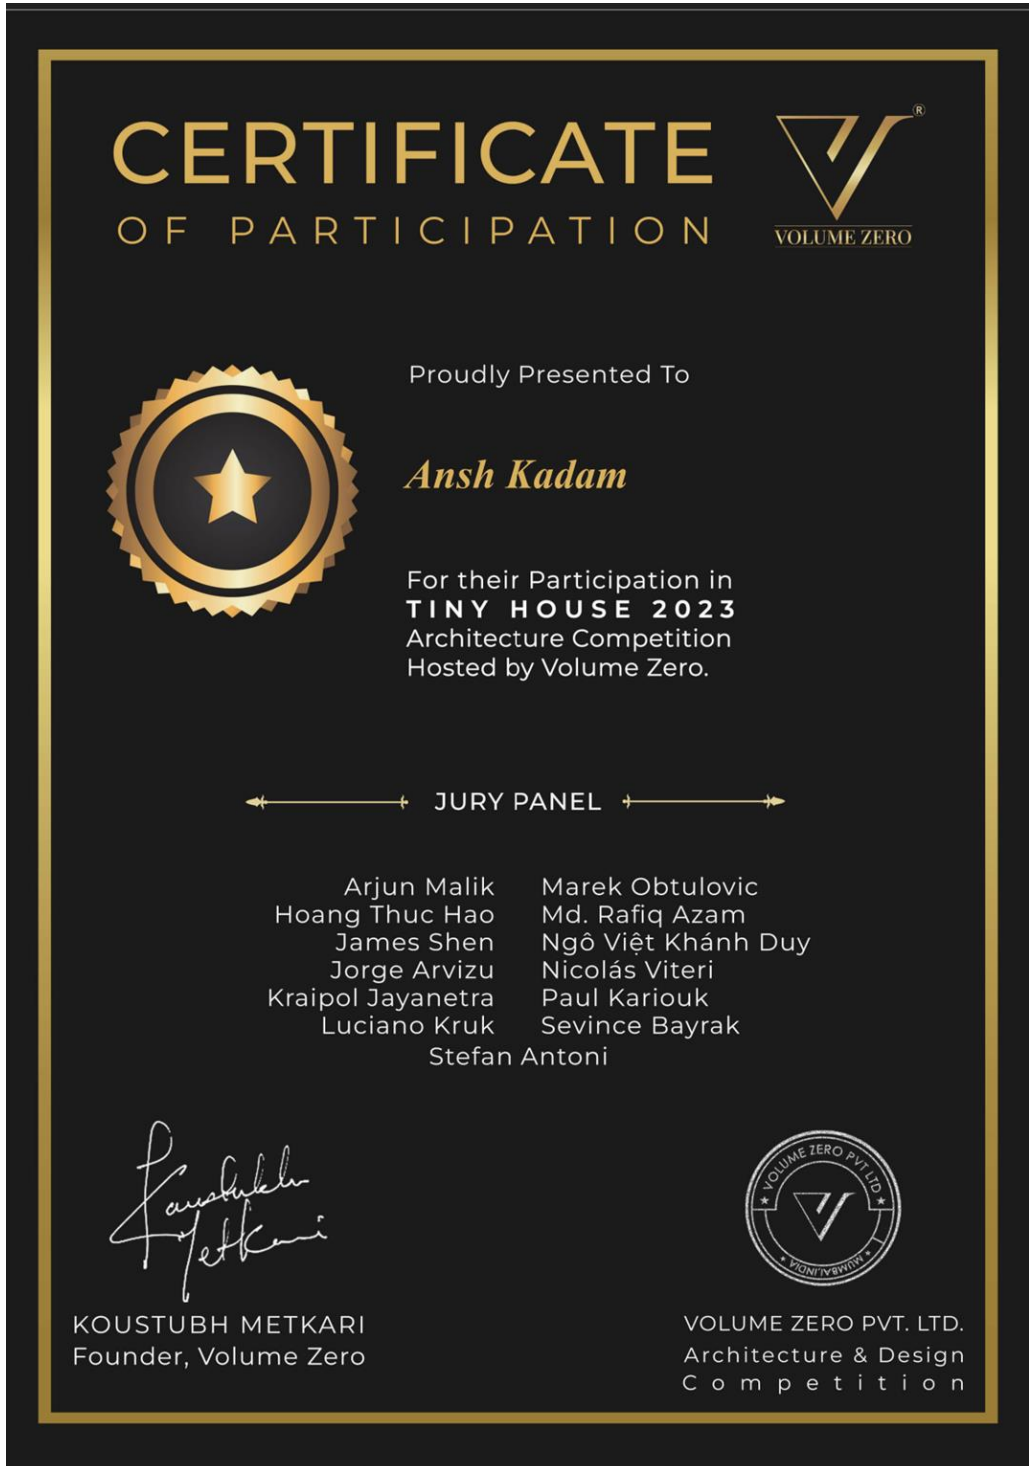 CERTIFICATE
OF PARTICIPATION
®
VOLUME ZERO
Proudly Presented To
Ansh Kadam
For their Participation in
TINY HOUSE 2023
Architecture Competition
Hosted by Volume Zero.
JURY PANEL
Arjun Malik Marek Obtulovic
Hoang Thuc Hao Md. Rafiq Azam
James Shen Ngô Việt Khánh Duy
Jorge Arvizu Nicolás Viteri
Kraipol Jayanetra Paul Kariouk
Luciano Kruk Sevince Bayrak
Stefan Antoni
Koustubh
Metkari
KOUSTUBH METKARI
Founder, Volume Zero
VOLUME ZERO PVT LTD
MUMBAI,INDIA
VOLUME ZERO PVT. LTD.
Architecture & Design
Competition